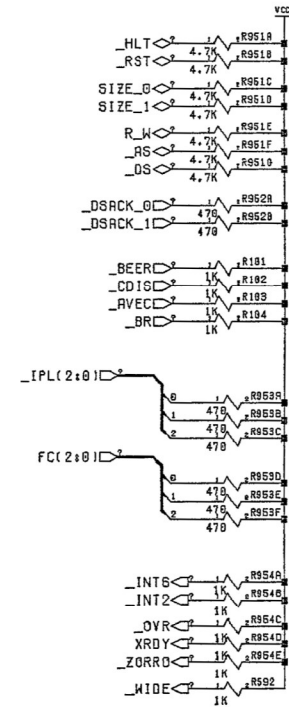 VCC
_HLT 4.7K R951A
_RST 4.7K R951B
SIZE_0 4.7K R951C
SIZE_1 4.7K R951D
R_W 4.7K R951E
_AS 4.7K R951F
_DS 4.7K R951G
_DSACK_0 470 R952A
_DSACK_1 470 R952B
_BEER 1K R101
_CDIS 1K R102
_AVEC 1K R103
_BR 1K R104
_IPL(2:0)
0 470 R953A
1 470 R953B
2 470 R953C
FC(2:0)
0 470 R953D
1 470 R953E
2 470 R953F
_INT6 1K R954A
_INT2 1K R954B
_OVR 1K R954C
XRDY 1K R954D
_ZORRO 1K R954E
_WIDE 1K R592